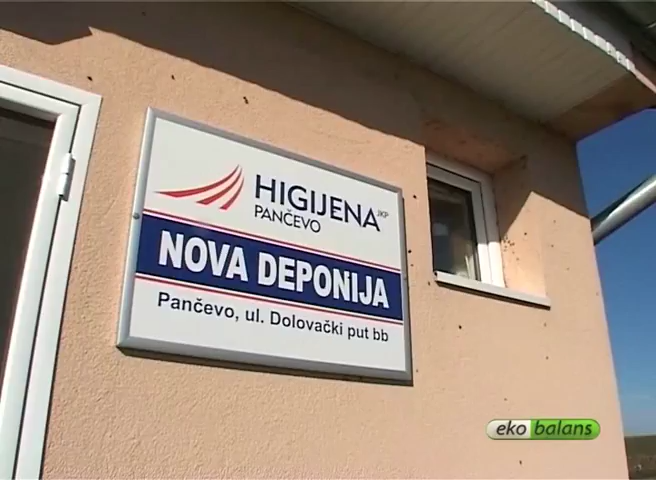 HIGIJENA JKP
PANČEVO
NOVA DEPONIJA
Pančevo, ul. Dolovački put bb
eko balans